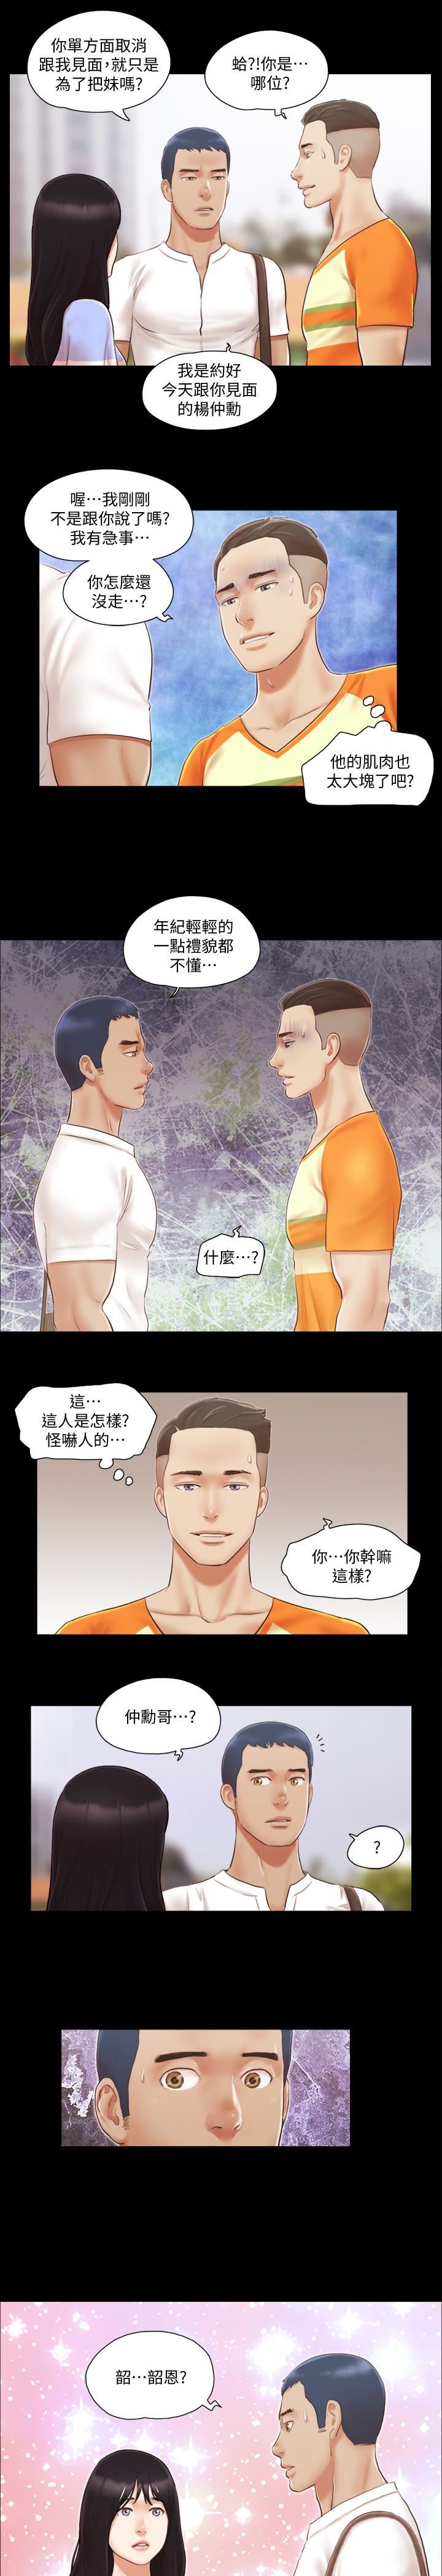 你單方面取消
跟我見面，就只是
為了把妹嗎?
蛤?!你是…
哪位?
我是約好
今天跟你見面
的楊仲勳
喔…我剛剛
不是跟你說了嗎?
我有急事…
你怎麼還
沒走…?
他的肌肉也
太大塊了吧?
年紀輕輕的
一點禮貌都
不懂…
什麼…?
這…
這人是怎樣?
怪嚇人的…
你…你幹嘛
這樣?
仲勳哥…?
?
韶…韶恩?